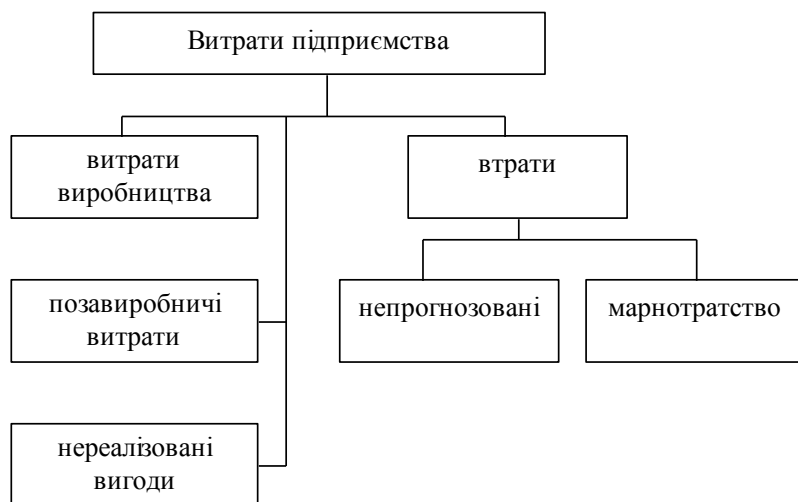 Витрати підприємства
витрати
виробництва
втрати
позавиробничі
витрати
непрогнозовані
марнотратство
нереалізовані
вигоди